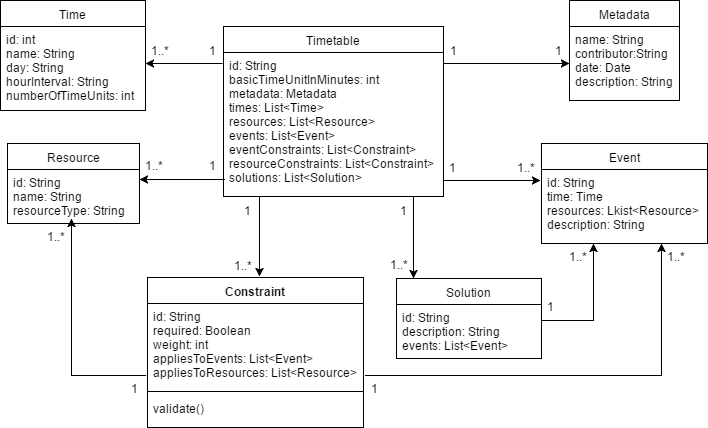 Time
id: int
name: String
day: String
hourInterval: String
numberOfTimeUnits: int
1..*
1
Timetable
id: String
basicTimeUnitInMinutes: int
metadata: Metadata
times: List<Time>
resources: List<Resource>
events: List<Event>
eventConstraints: List<Constraint>
resourceConstraints: List<Constraint>
solutions: List<Solution>
1
1
Metadata
name: String
contributor:String
date: Date
description: String
Resource
id: String
name: String
resourceType: String
1..*
1
1..*
1
1..*
Event
id: String
time: Time
resources: Lkist<Resource>
description: String
1..*
1..*
1
1
1..*
1..*
Constraint
id: String
required: Boolean
weight: int
appliesToEvents: List<Event>
appliesToResources: List<Resource>
validate()
1
1
Solution
id: String
description: String
events: List<Event>
1